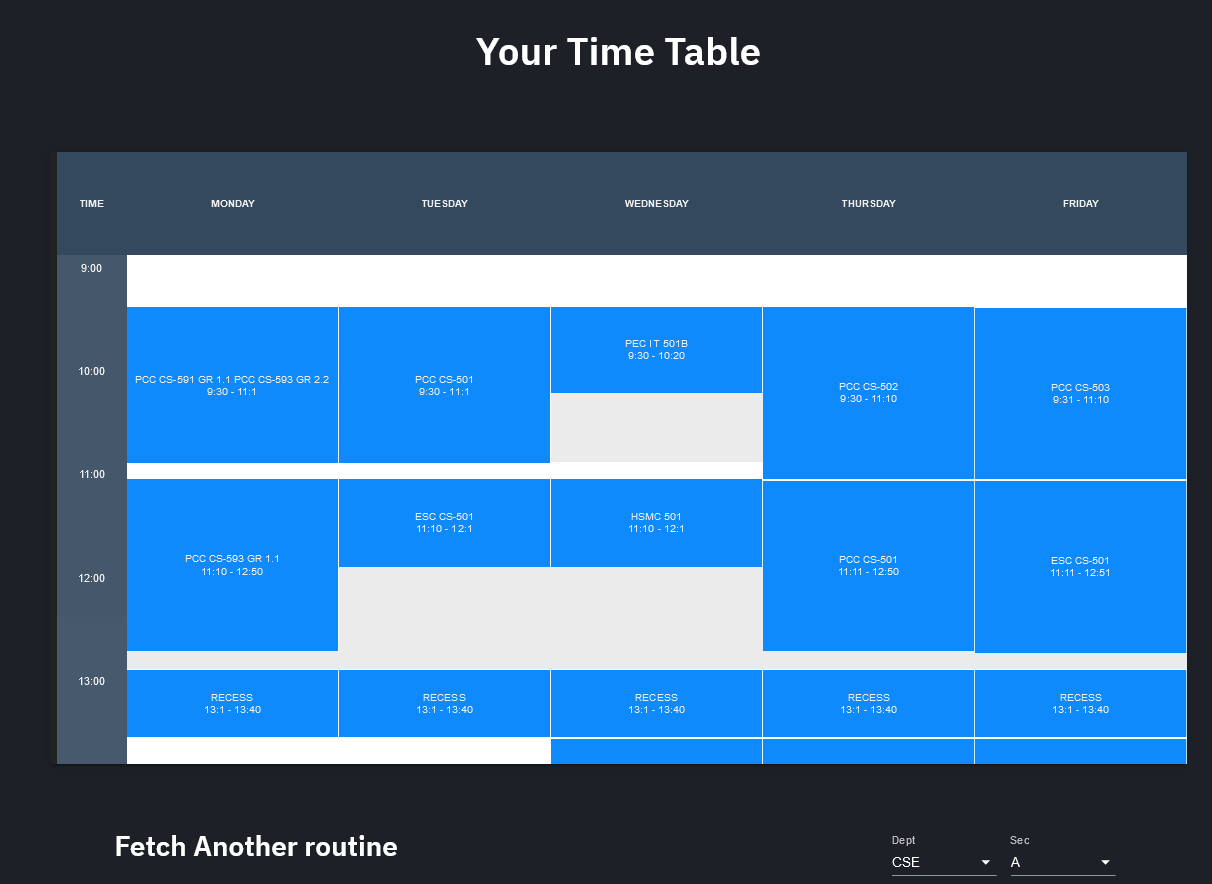 Your Time Table
TIME MONDAY TUESDAY WEDNESDAY THURSDAY FRIDAY
9:00
PEC IT 501B
9:30 - 10:20
10:00
PCC CS-591 GR 1.1 PCC CS-593 GR 2.2
9:30 - 11:1
PCC CS-501
9:30 - 11:1
PCC CS-502
9:30 - 11:10
PCC CS-503
9:31 - 11:10
11:00
ESC CS-501
11:10 - 12:1
HSMC 501
11:10 - 12:1
PCC CS-593 GR 1.1
11:10 - 12:50
PCC CS-501
11:11 - 12:50
ESC CS-501
11:11 - 12:51
12:00
13:00
RECESS
13:1 - 13:40
RECESS
13:1 - 13:40
RECESS
13:1 - 13:40
RECESS
13:1 - 13:40
RECESS
13:1 - 13:40
Fetch Another routine
Dept
CSE
Sec
A